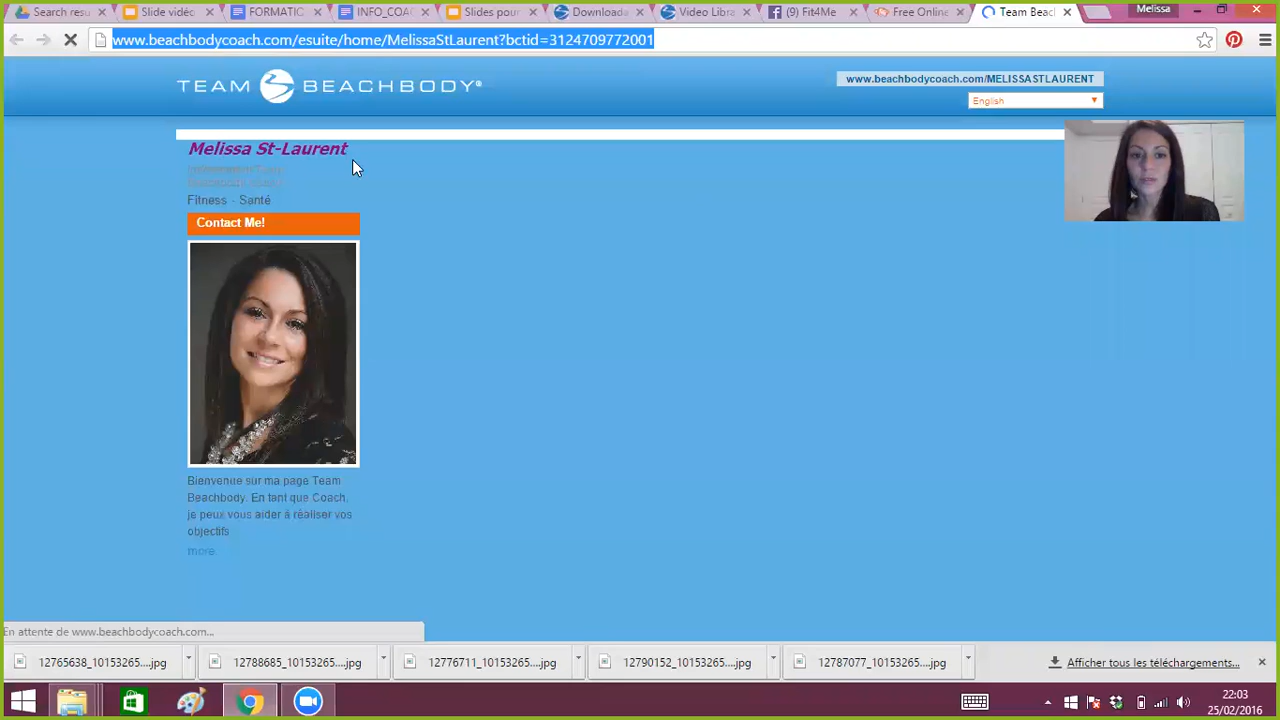 Search resu
Slide vidéo
FORMATIO
INFO_COA
Slides pour
Downloada
Video Libra
(9) Fit4Me
Free Online
Team Beach
Melissa
www.beachbodycoach.com/esuite/home/MelissaStLaurent?bctid=3124709772001
TEAM BEACHBODY®
www.beachbodycoach.com/MELISSASTLAURENT
English
Melissa St-Laurent
Fitness - Santé
Contact Me!
Bienvenue sur ma page Team
Beachbody. En tant que Coach,
je peux vous aider à réaliser vos
objectifs
more
En attente de www.beachbodycoach.com...
12765638_10153265....jpg
12788685_10153265....jpg
12776711_10153265....jpg
12790152_10153265....jpg
12787077_10153265....jpg
Afficher tous les téléchargements...
22:03
25/02/2016